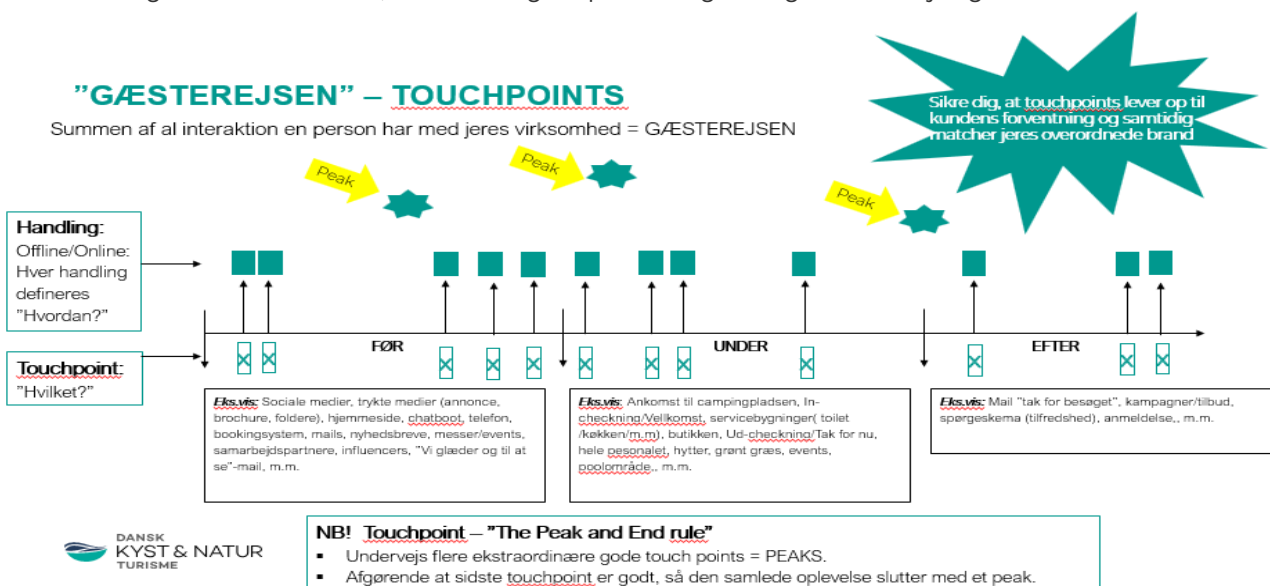 "GÆSTEREJSEN" – TOUCHPOINTS
Summen af al interaktion en person har med jeres virksomhed = GÆSTEREJSEN
Sikre dig, at touchpoints lever op til
kundens forventning og samtidig
matcher jeres overordnede brand
Peak
Peak
Peak
Handling:
Offline/Online:
Hver handling
defineres
"Hvordan?"
Touchpoint:
"Hvilket?"
FØR
UNDER
EFTER
Eks.vis: Sociale medier, trykte medier (annonce,
brochure, foldere), hjemmeside, chatboot, telefon,
bookingsystem, mails, nyhedsbreve, messer/events,
samarbejdspartnere, influencers, "Vi glæder og til at
se"-mail, m.m.
Eks.vis: Ankomst til campingpladsen, In-
checkning/Vellkomst, servicebygninger( toilet
/køkken/m.m), butikken, Ud-checkning/Tak for nu,
hele pesonalet, hytter, grønt græs, events,
poolområde,, m.m.
Eks.vis: Mail "tak for besøget", kampagner/tilbud,
spørgeskema (tilfredshed), anmeldelse,, m.m.
DANSK
KYST & NATUR
TURISME
NB! Touchpoint – "The Peak and End rule"
▪ Undervejs flere ekstraordinære gode touch points = PEAKS.
▪ Afgørende at sidste touchpoint er godt, så den samlede oplevelse slutter med et peak.